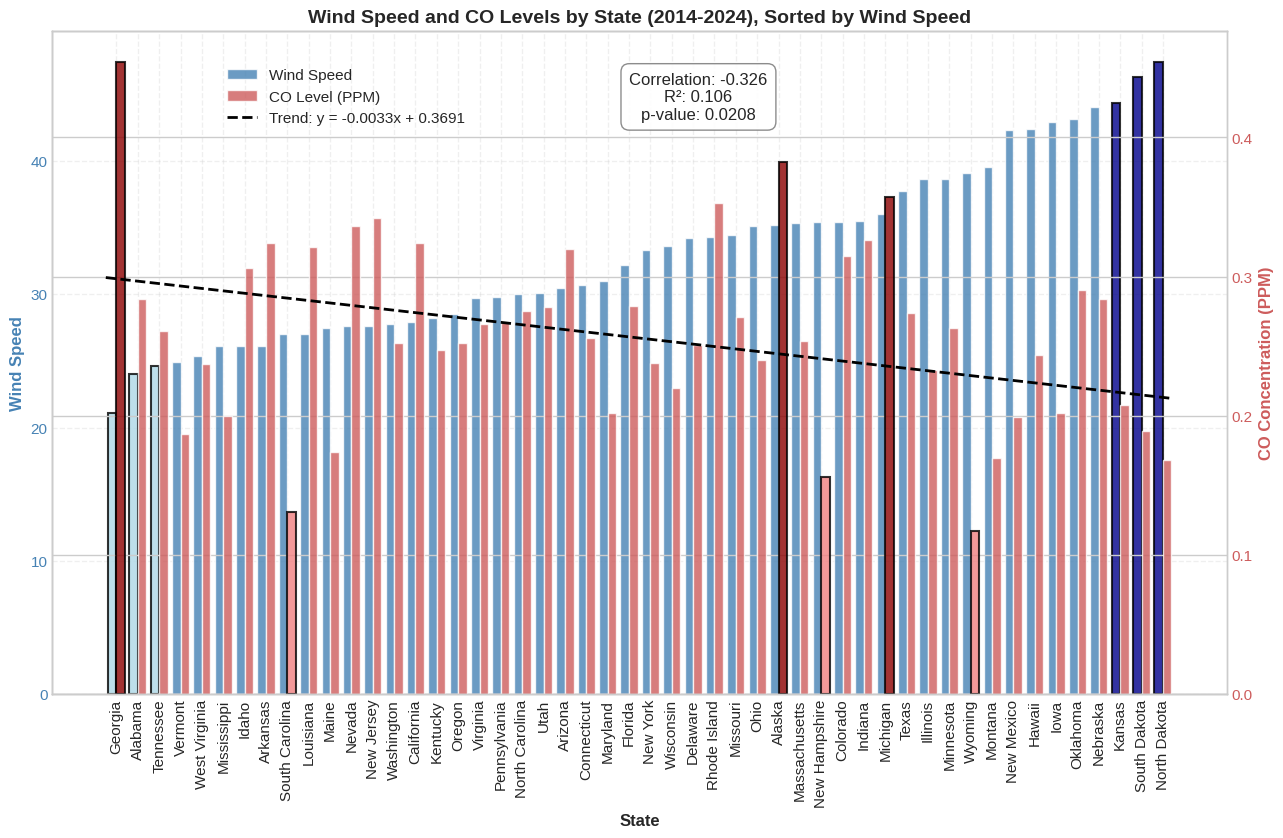 Wind Speed and CO Levels by State (2014-2024), Sorted by Wind Speed
Wind Speed
CO Level (PPM)
Trend: y = -0.0033x + 0.3691
Correlation: -0.326
R²: 0.106
p-value: 0.0208
Wind Speed
40
30
20
10
0
0.4
0.3
0.2
0.1
0.0
CO Concentration (PPM)
Georgia
Alabama
Tennessee
Vermont
West Virginia
Mississippi
Idaho
Arkansas
South Carolina
Louisiana
Maine
Nevada
New Jersey
Washington
California
Kentucky
Oregon
Virginia
Pennsylvania
North Carolina
Utah
Arizona
Connecticut
Maryland
Florida
New York
Wisconsin
Delaware
Rhode Island
Missouri
Ohio
Alaska
Massachusetts
New Hampshire
Colorado
Indiana
Michigan
Texas
Illinois
Minnesota
Wyoming
Montana
New Mexico
Hawaii
Iowa
Oklahoma
Nebraska
Kansas
South Dakota
North Dakota
State